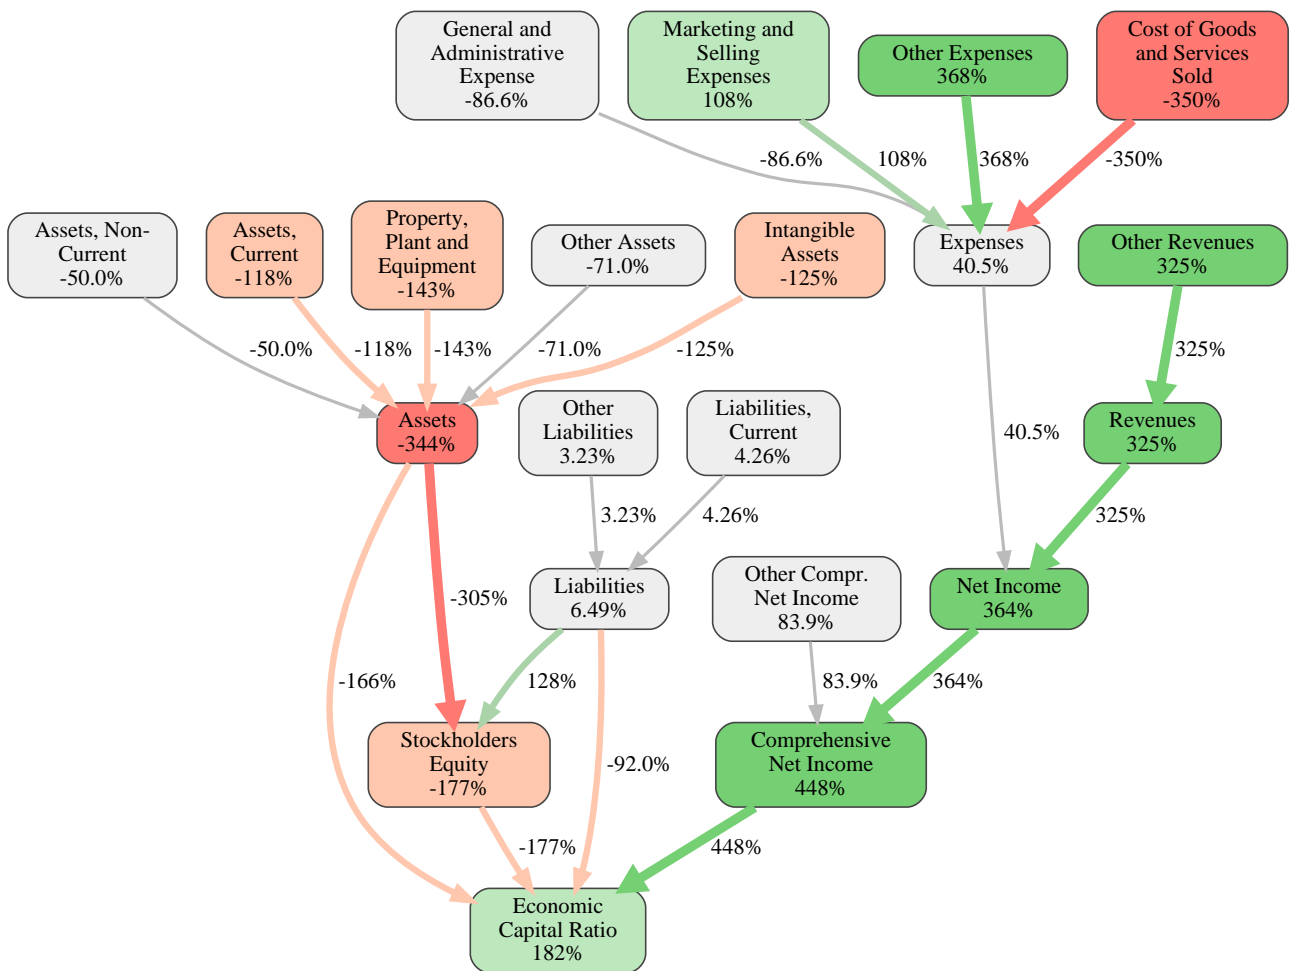 General and
Administrative
Expense
-86.6%
Marketing and
Selling
Expenses
108%
Other Expenses
368%
Cost of Goods
and Services
Sold
-350%
-86.6%
108%
368%
-350%
Assets, Non-
Current
-50.0%
Assets,
Current
-118%
Property,
Plant and
Equipment
-143%
Other Assets
-71.0%
Intangible
Assets
-125%
Expenses
40.5%
Other Revenues
325%
-50.0%
-118%
-143%
-71.0%
-125%
325%
Assets
-344%
Other
Liabilities
3.23%
Liabilities,
Current
4.26%
40.5%
Revenues
325%
3.23%
4.26%
325%
-305%
Liabilities
6.49%
Other Compr.
Net Income
83.9%
Net Income
364%
-166%
128%
83.9%
364%
Stockholders
Equity
-177%
-92.0%
Comprehensive
Net Income
448%
-177%
448%
Economic
Capital Ratio
182%